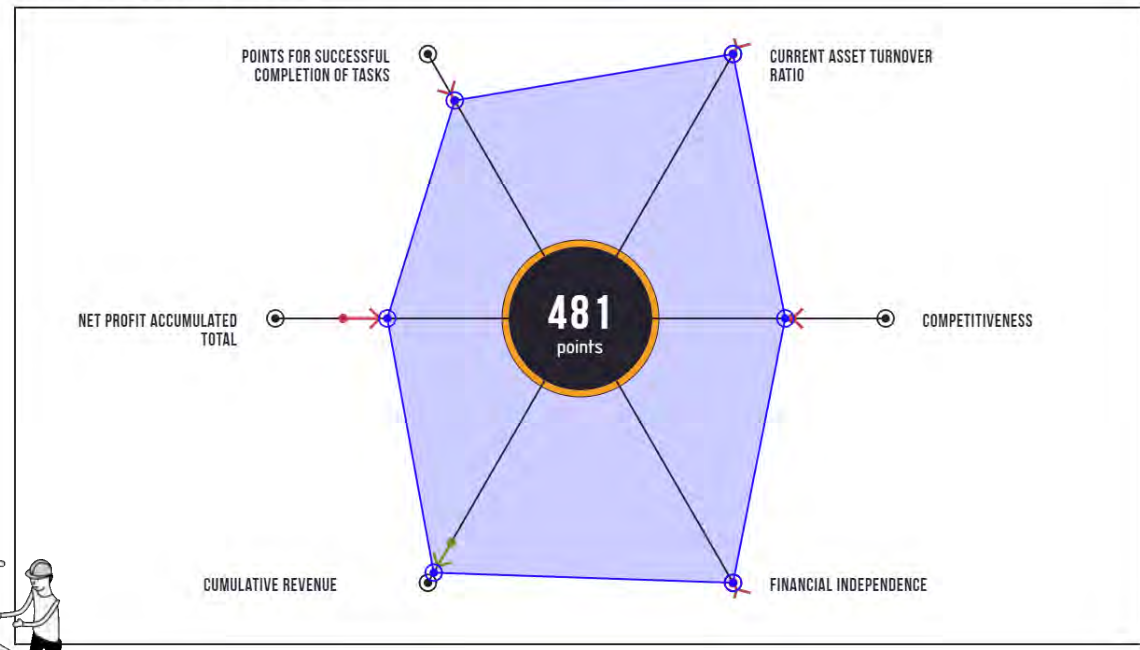 POINTS FOR SUCCESSFUL
COMPLETION OF TASKS
CURRENT ASSET TURNOVER
RATIO
NET PROFIT ACCUMULATED
TOTAL
481
points
COMPETITIVENESS
CUMULATIVE REVENUE
FINANCIAL INDEPENDENCE